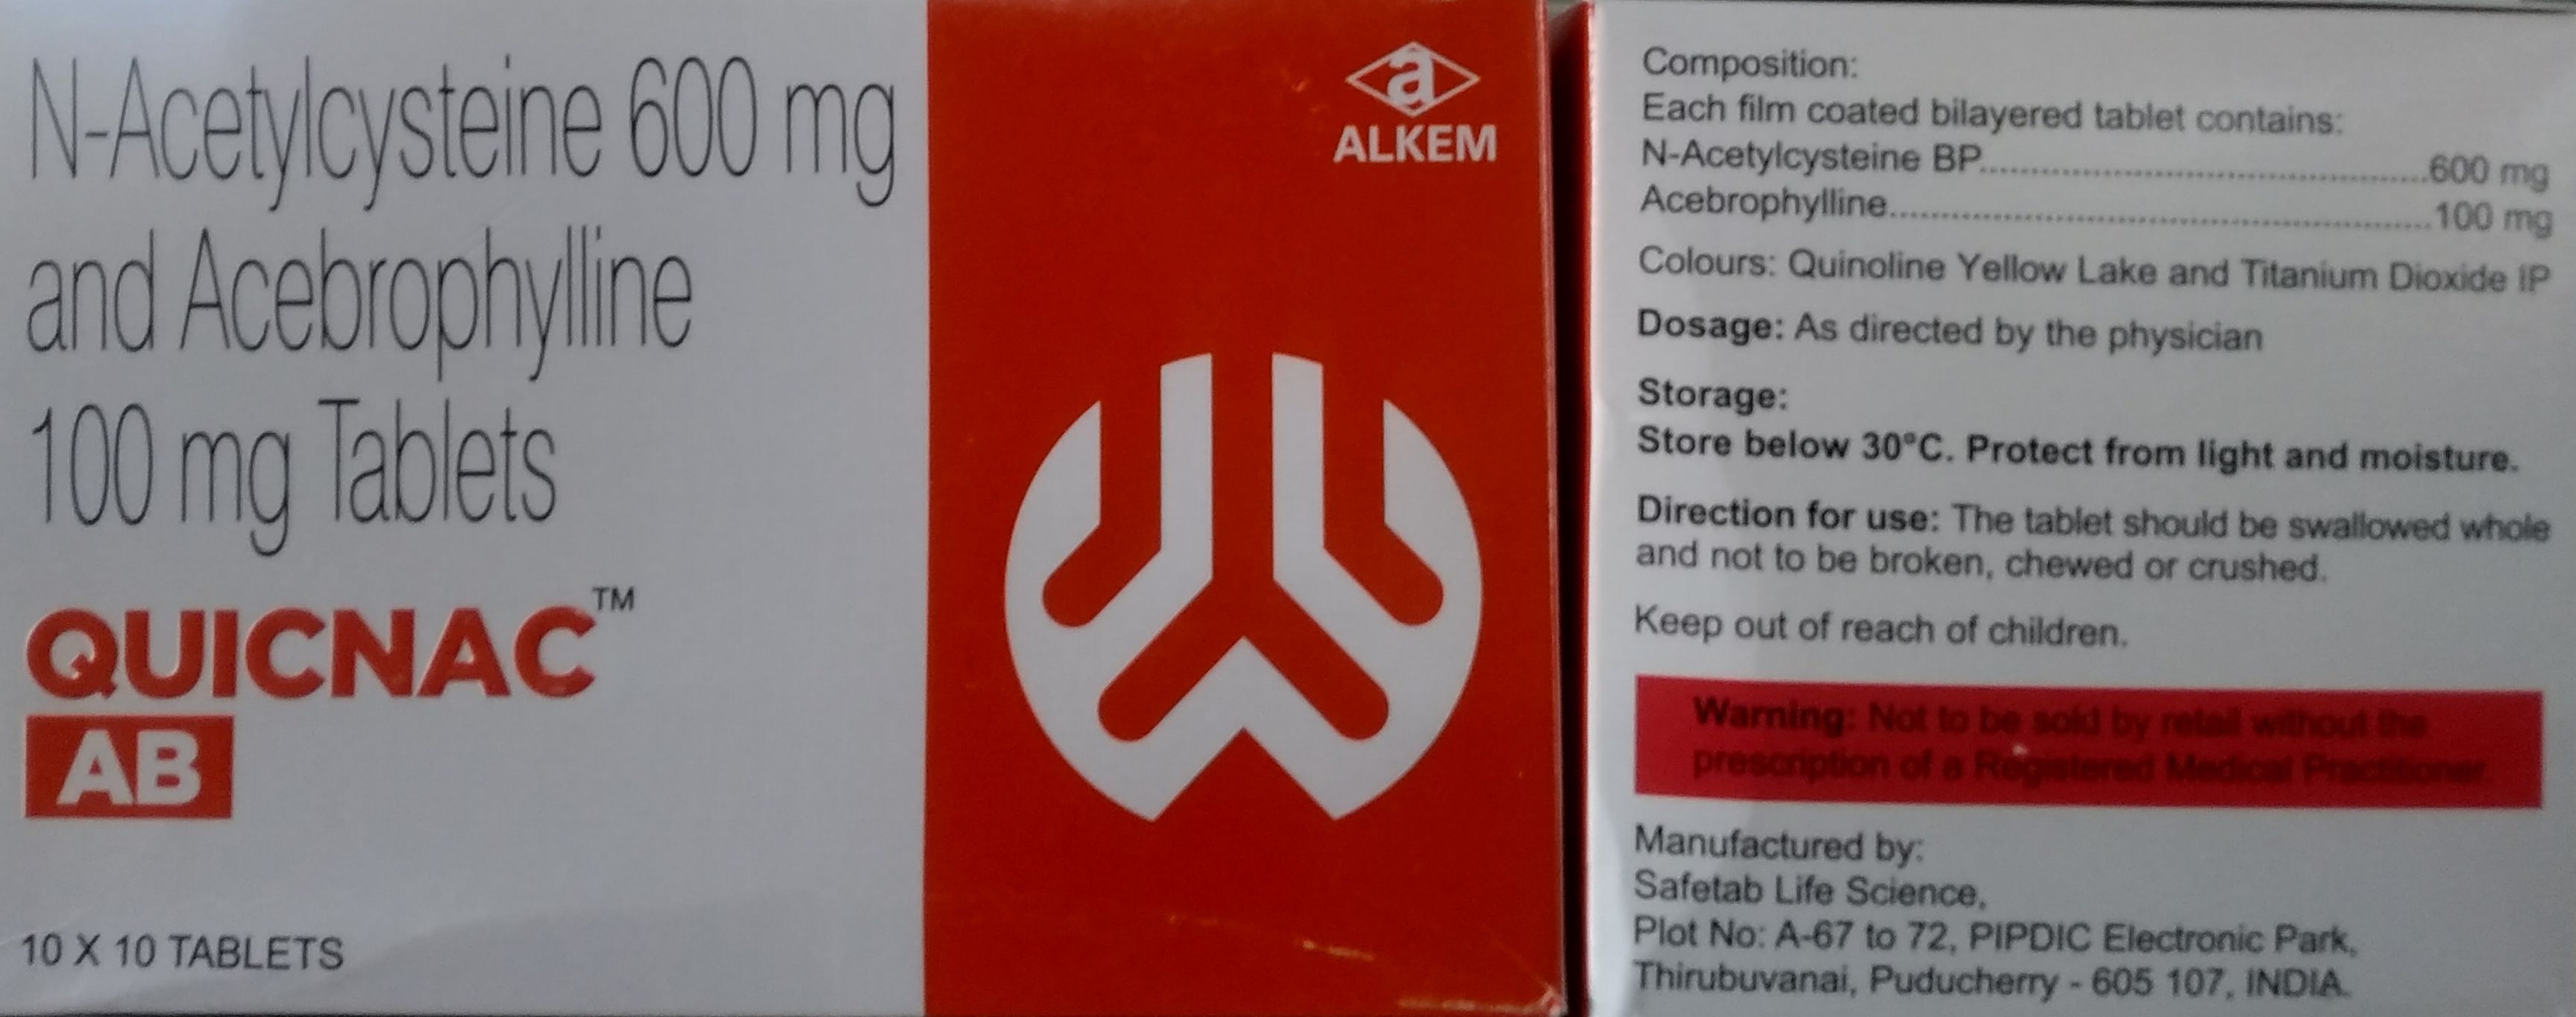 N-Acetylcysteine 600 mg
and Acebrophylline
100 mg Tablets
QUICNAC™
AB
10 X 10 TABLETS
a
ALKEM
Composition:
Each film coated bilayered tablet contains:
N-Acetylcysteine BP..........................................600 mg
Acebrophylline..................................................100 mg
Colours: Quinoline Yellow Lake and Titanium Dioxide IP
Dosage: As directed by the physician
Storage:
Store below 30°C. Protect from light and moisture.
Direction for use: The tablet should be swallowed whole
and not to be broken, chewed or crushed.
Keep out of reach of children.
Warning: Not to be sold by retail without the
prescription of a Registered Medical Practitioner.
Manufactured by:
Safetab Life Science,
Plot No: A-67 to 72, PIPDIC Electronic Park,
Thirubuvanai, Puducherry - 605 107, INDIA.